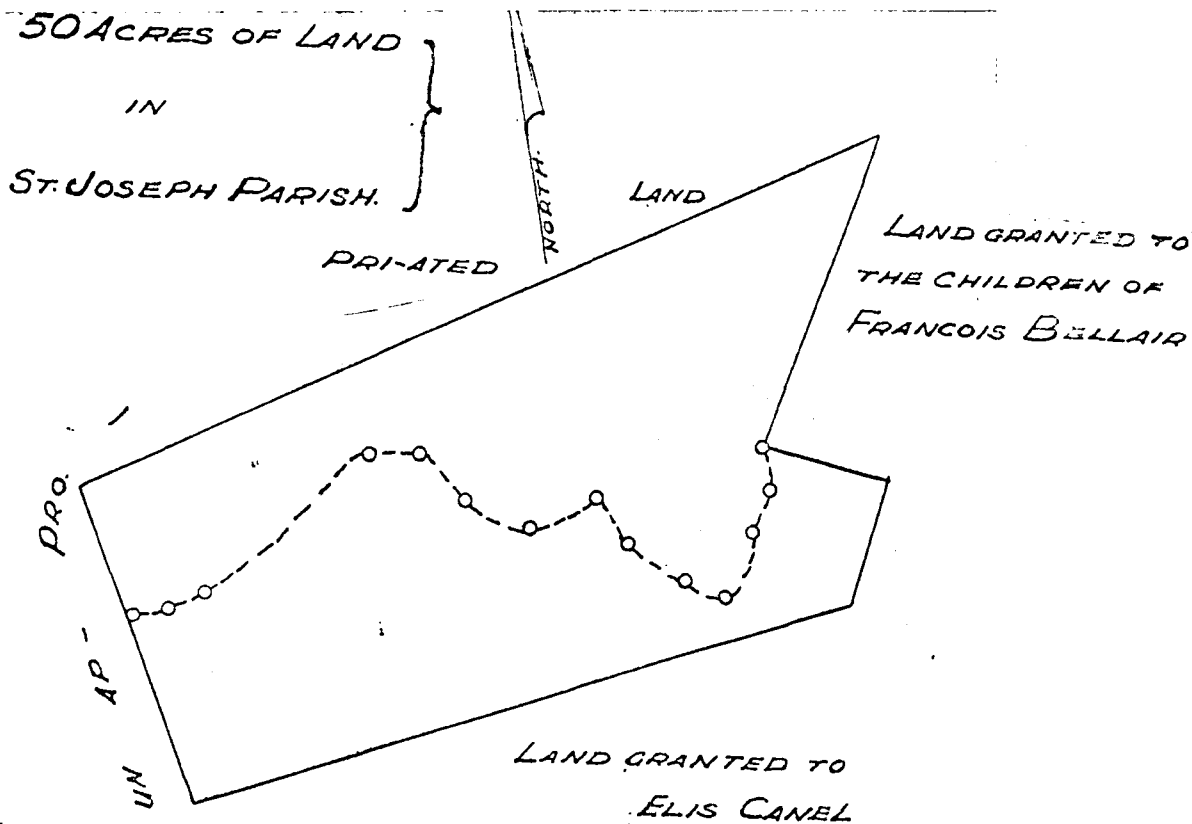 50 ACRES OF LAND
IN
ST. JOSEPH PARISH.
NORTH.
UN AP - PRO. PRI-ATED LAND
LAND GRANTED TO
THE CHILDREN OF
FRANCOIS BELLAIR
LAND GRANTED TO
ELIS CANEL